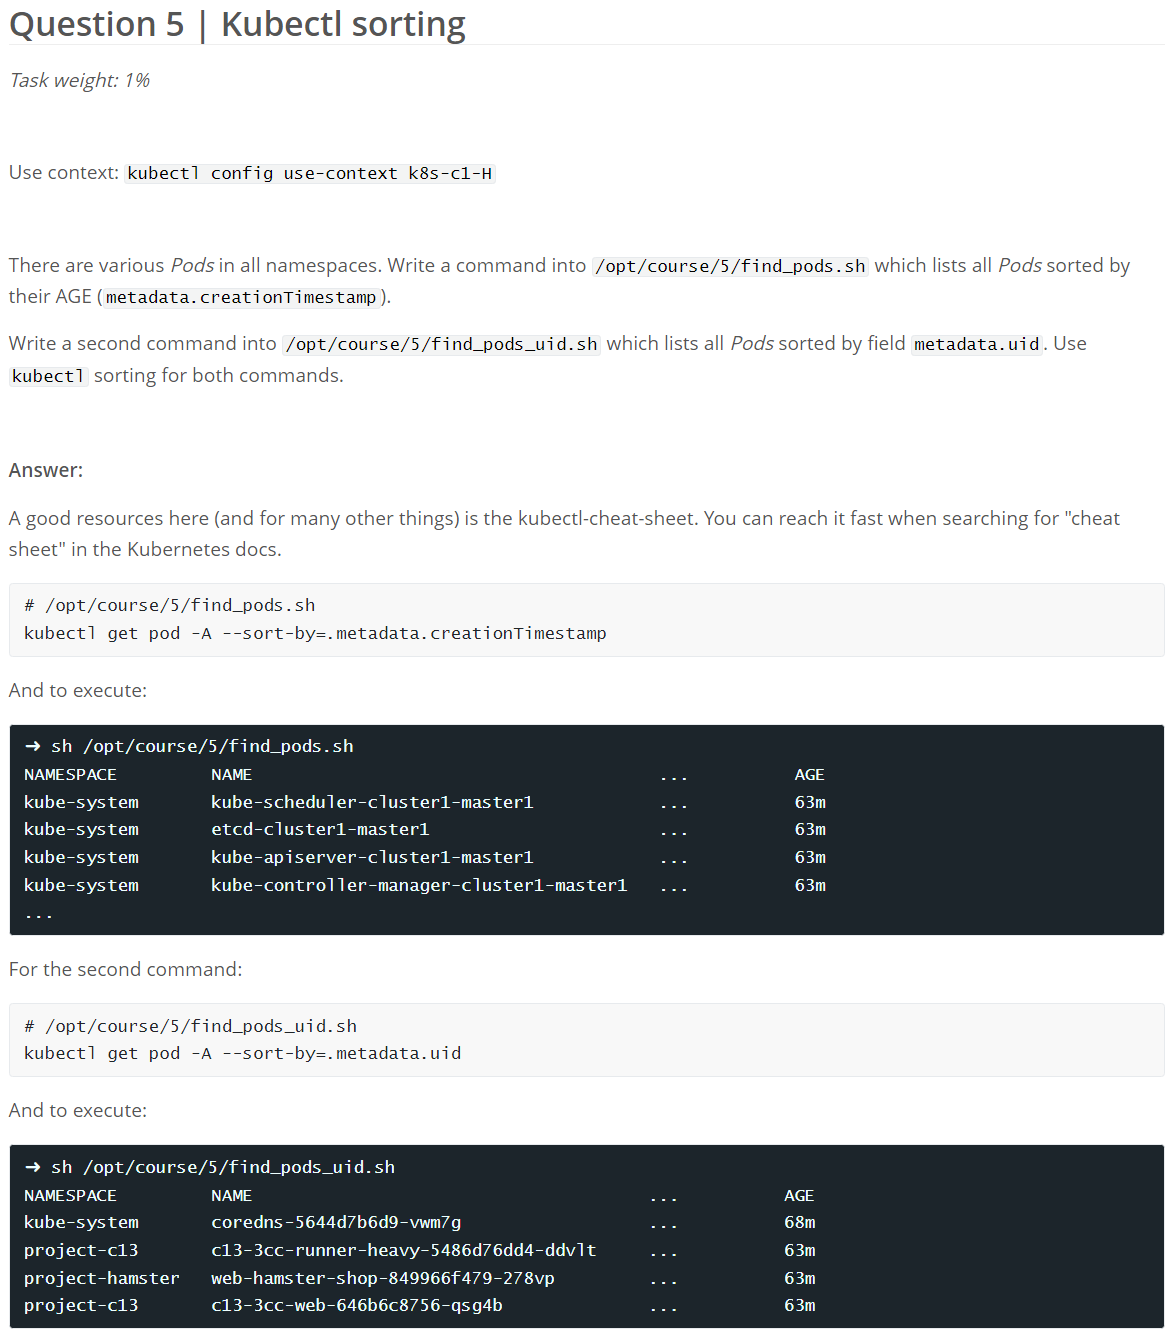 Question 5 | Kubectl sorting
Task weight: 1%
Use context: kubectl config use-context k8s-c1-H
There are various Pods in all namespaces. Write a command into /opt/course/5/find_pods.sh which lists all Pods sorted by
their AGE (metadata.creationTimestamp).
Write a second command into /opt/course/5/find_pods_uid.sh which lists all Pods sorted by field metadata.uid. Use
kubectl sorting for both commands.
Answer:
A good resources here (and for many other things) is the kubectl-cheat-sheet. You can reach it fast when searching for "cheat
sheet" in the Kubernetes docs.
# /opt/course/5/find_pods.sh
kubectl get pod -A --sort-by=.metadata.creationTimestamp
And to execute:
➜ sh /opt/course/5/find_pods.sh
NAMESPACE NAME ... AGE
kube-system kube-scheduler-cluster1-master1 ... 63m
kube-system etcd-cluster1-master1 ... 63m
kube-system kube-apiserver-cluster1-master1 ... 63m
kube-system kube-controller-manager-cluster1-master1 ... 63m
...
For the second command:
# /opt/course/5/find_pods_uid.sh
kubectl get pod -A --sort-by=.metadata.uid
And to execute:
➜ sh /opt/course/5/find_pods_uid.sh
NAMESPACE NAME ... AGE
kube-system coredns-5644d7b6d9-vwm7g ... 68m
project-c13 c13-3cc-runner-heavy-5486d76dd4-ddvlt ... 63m
project-hamster web-hamster-shop-849966f479-278vp ... 63m
project-c13 c13-3cc-web-646b6c8756-qsg4b ... 63m